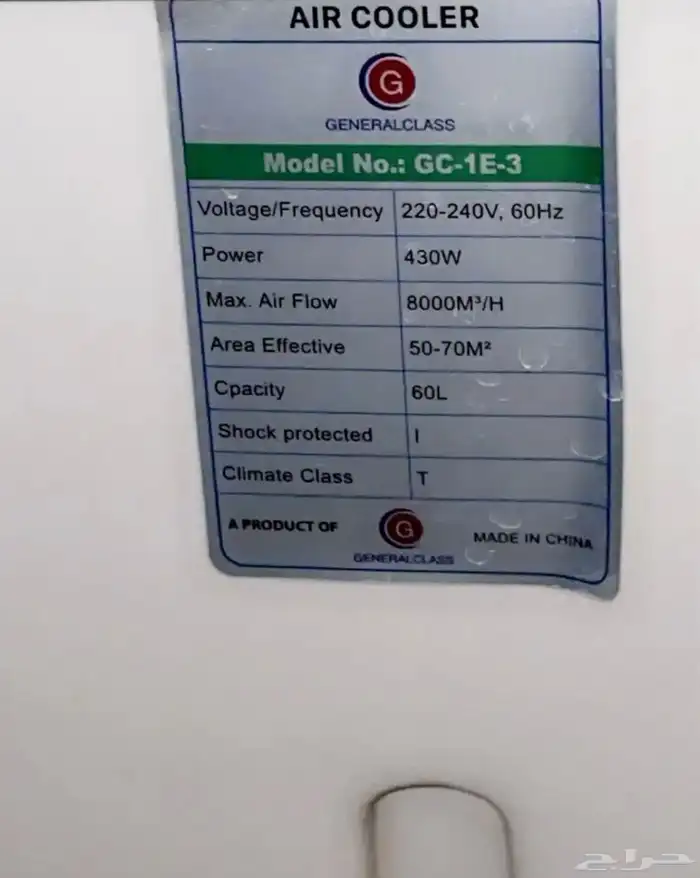 AIR COOLER
G
GENERALCLASS
Model No.: GC-1E-3
Voltage/Frequency 220-240V, 60Hz
Power 430W
Max. Air Flow 8000M³/H
Area Effective 50-70M²
Cpacity 60L
Shock protected I
Climate Class T
A PRODUCT OF G GENERALCLASS MADE IN CHINA
حراج